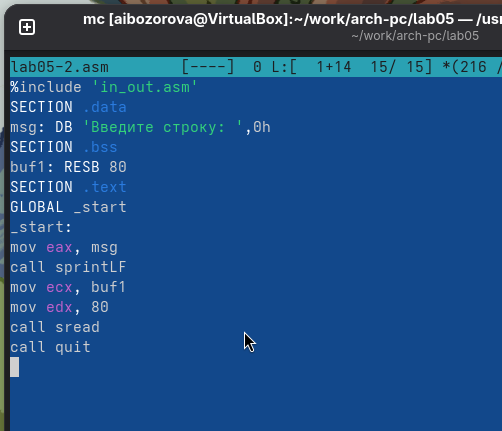 mc [aibozorova@VirtualBox]:~/work/arch-pc/lab05 —
~/work/arch-pc/lab05
lab05-2.asm [----] 0 L:[ 1+14 15/ 15] *(216 /
%include 'in_out.asm'
SECTION .data
msg: DB 'Введите строку: ',0h
SECTION .bss
buf1: RESB 80
SECTION .text
GLOBAL _start
_start:
mov eax, msg
call sprintLF
mov ecx, buf1
mov edx, 80
call sread
call quit